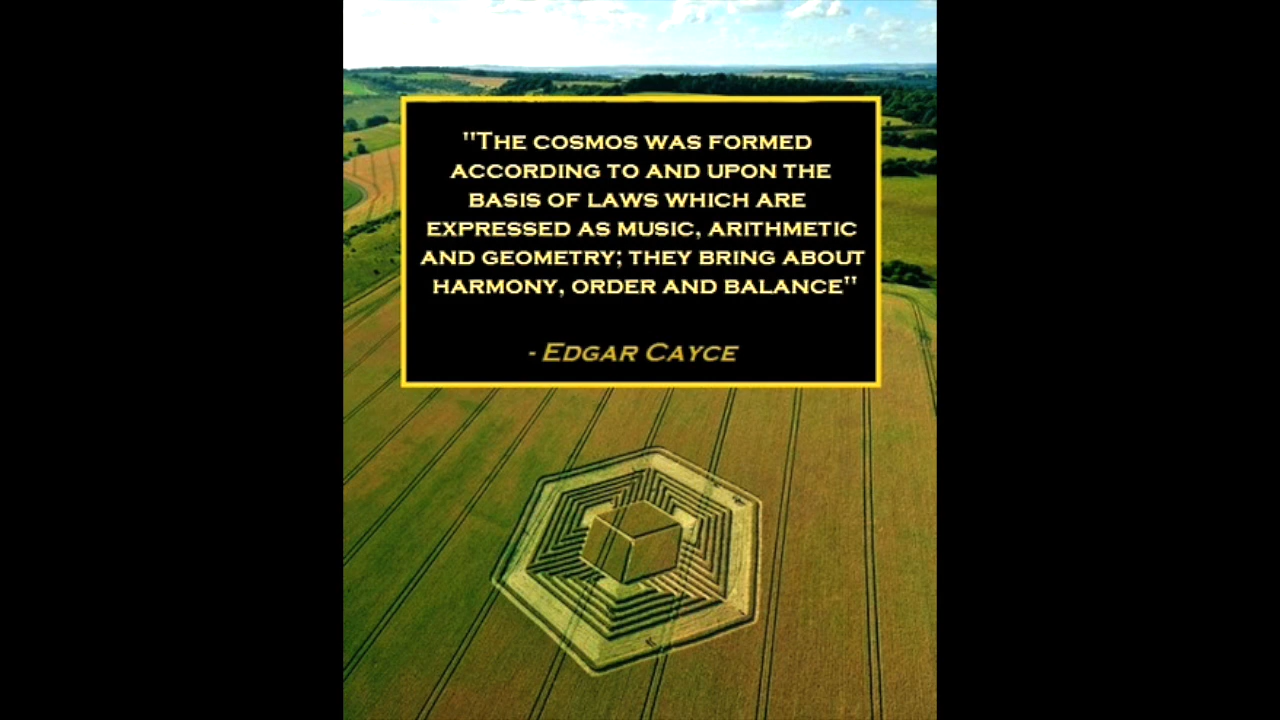 "The cosmos was formed
according to and upon the
basis of laws which are
expressed as music, arithmetic
and geometry; they bring about
harmony, order and balance"
- Edgar Cayce